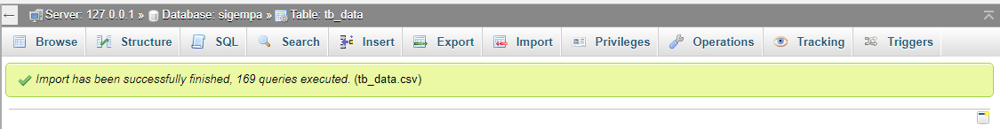 Server: 127.0.0.1 » Database: sigempa » Table: tb_data
Browse Structure SQL Search Insert Export Import Privileges Operations Tracking Triggers
Import has been successfully finished, 169 queries executed. (tb_data.csv)